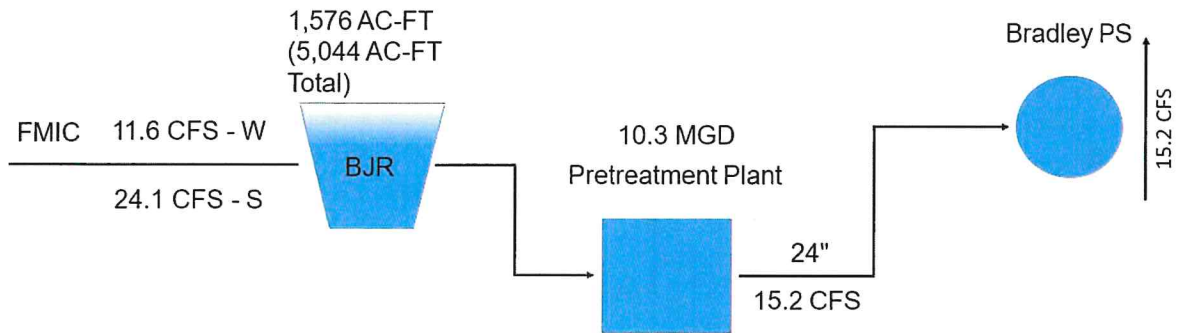 1,576 AC-FT
(5,044 AC-FT
Total)
Bradley PS
FMIC 11.6 CFS - W
24.1 CFS - S
BJR
10.3 MGD
Pretreatment Plant
24"
15.2 CFS
15.2 CFS